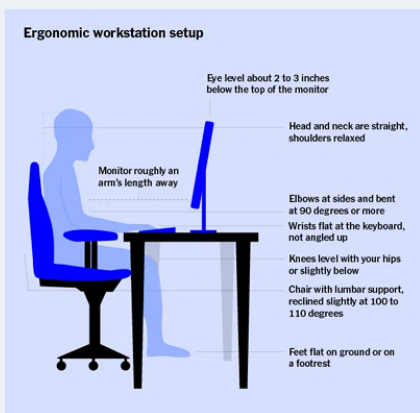 Ergonomic workstation setup
Eye level about 2 to 3 inches
below the top of the monitor
Head and neck are straight,
shoulders relaxed
Monitor roughly an
arm's length away
Elbows at sides and bent
at 90 degrees or more
Wrists flat at the keyboard,
not angled up
Knees level with your hips
or slightly below
Chair with lumbar support,
reclined slightly at 100 to
110 degrees
Feet flat on ground or on
a footrest